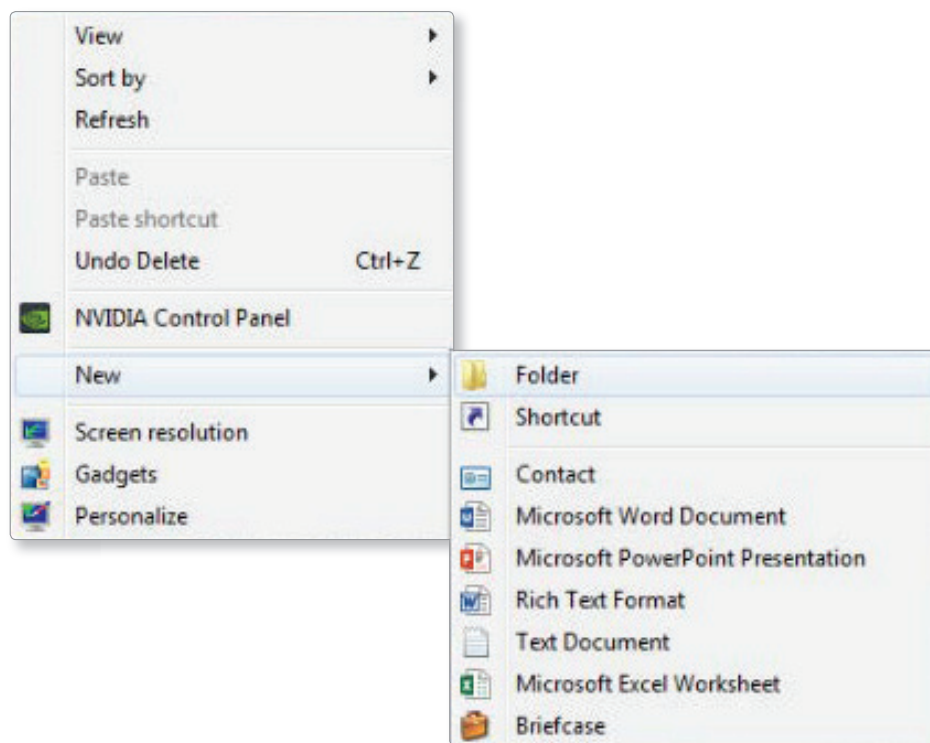 View
Sort by
Refresh
Paste
Paste shortcut
Undo Delete Ctrl+Z
NVIDIA Control Panel
New
Screen resolution
Gadgets
Personalize
Folder
Shortcut
Contact
Microsoft Word Document
Microsoft PowerPoint Presentation
Rich Text Format
Text Document
Microsoft Excel Worksheet
Briefcase